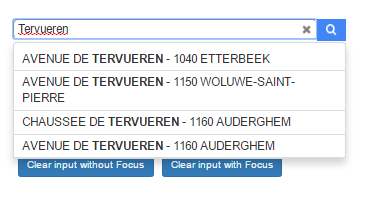 Tervueren
AVENUE DE TERVUEREN - 1040 ETTERBEEK
AVENUE DE TERVUEREN - 1150 WOLUWE-SAINT-
PIERRE
CHAUSSEE DE TERVUEREN - 1160 AUDERGHEM
AVENUE DE TERVUEREN - 1160 AUDERGHEM
Clear input without Focus Clear input with Focus